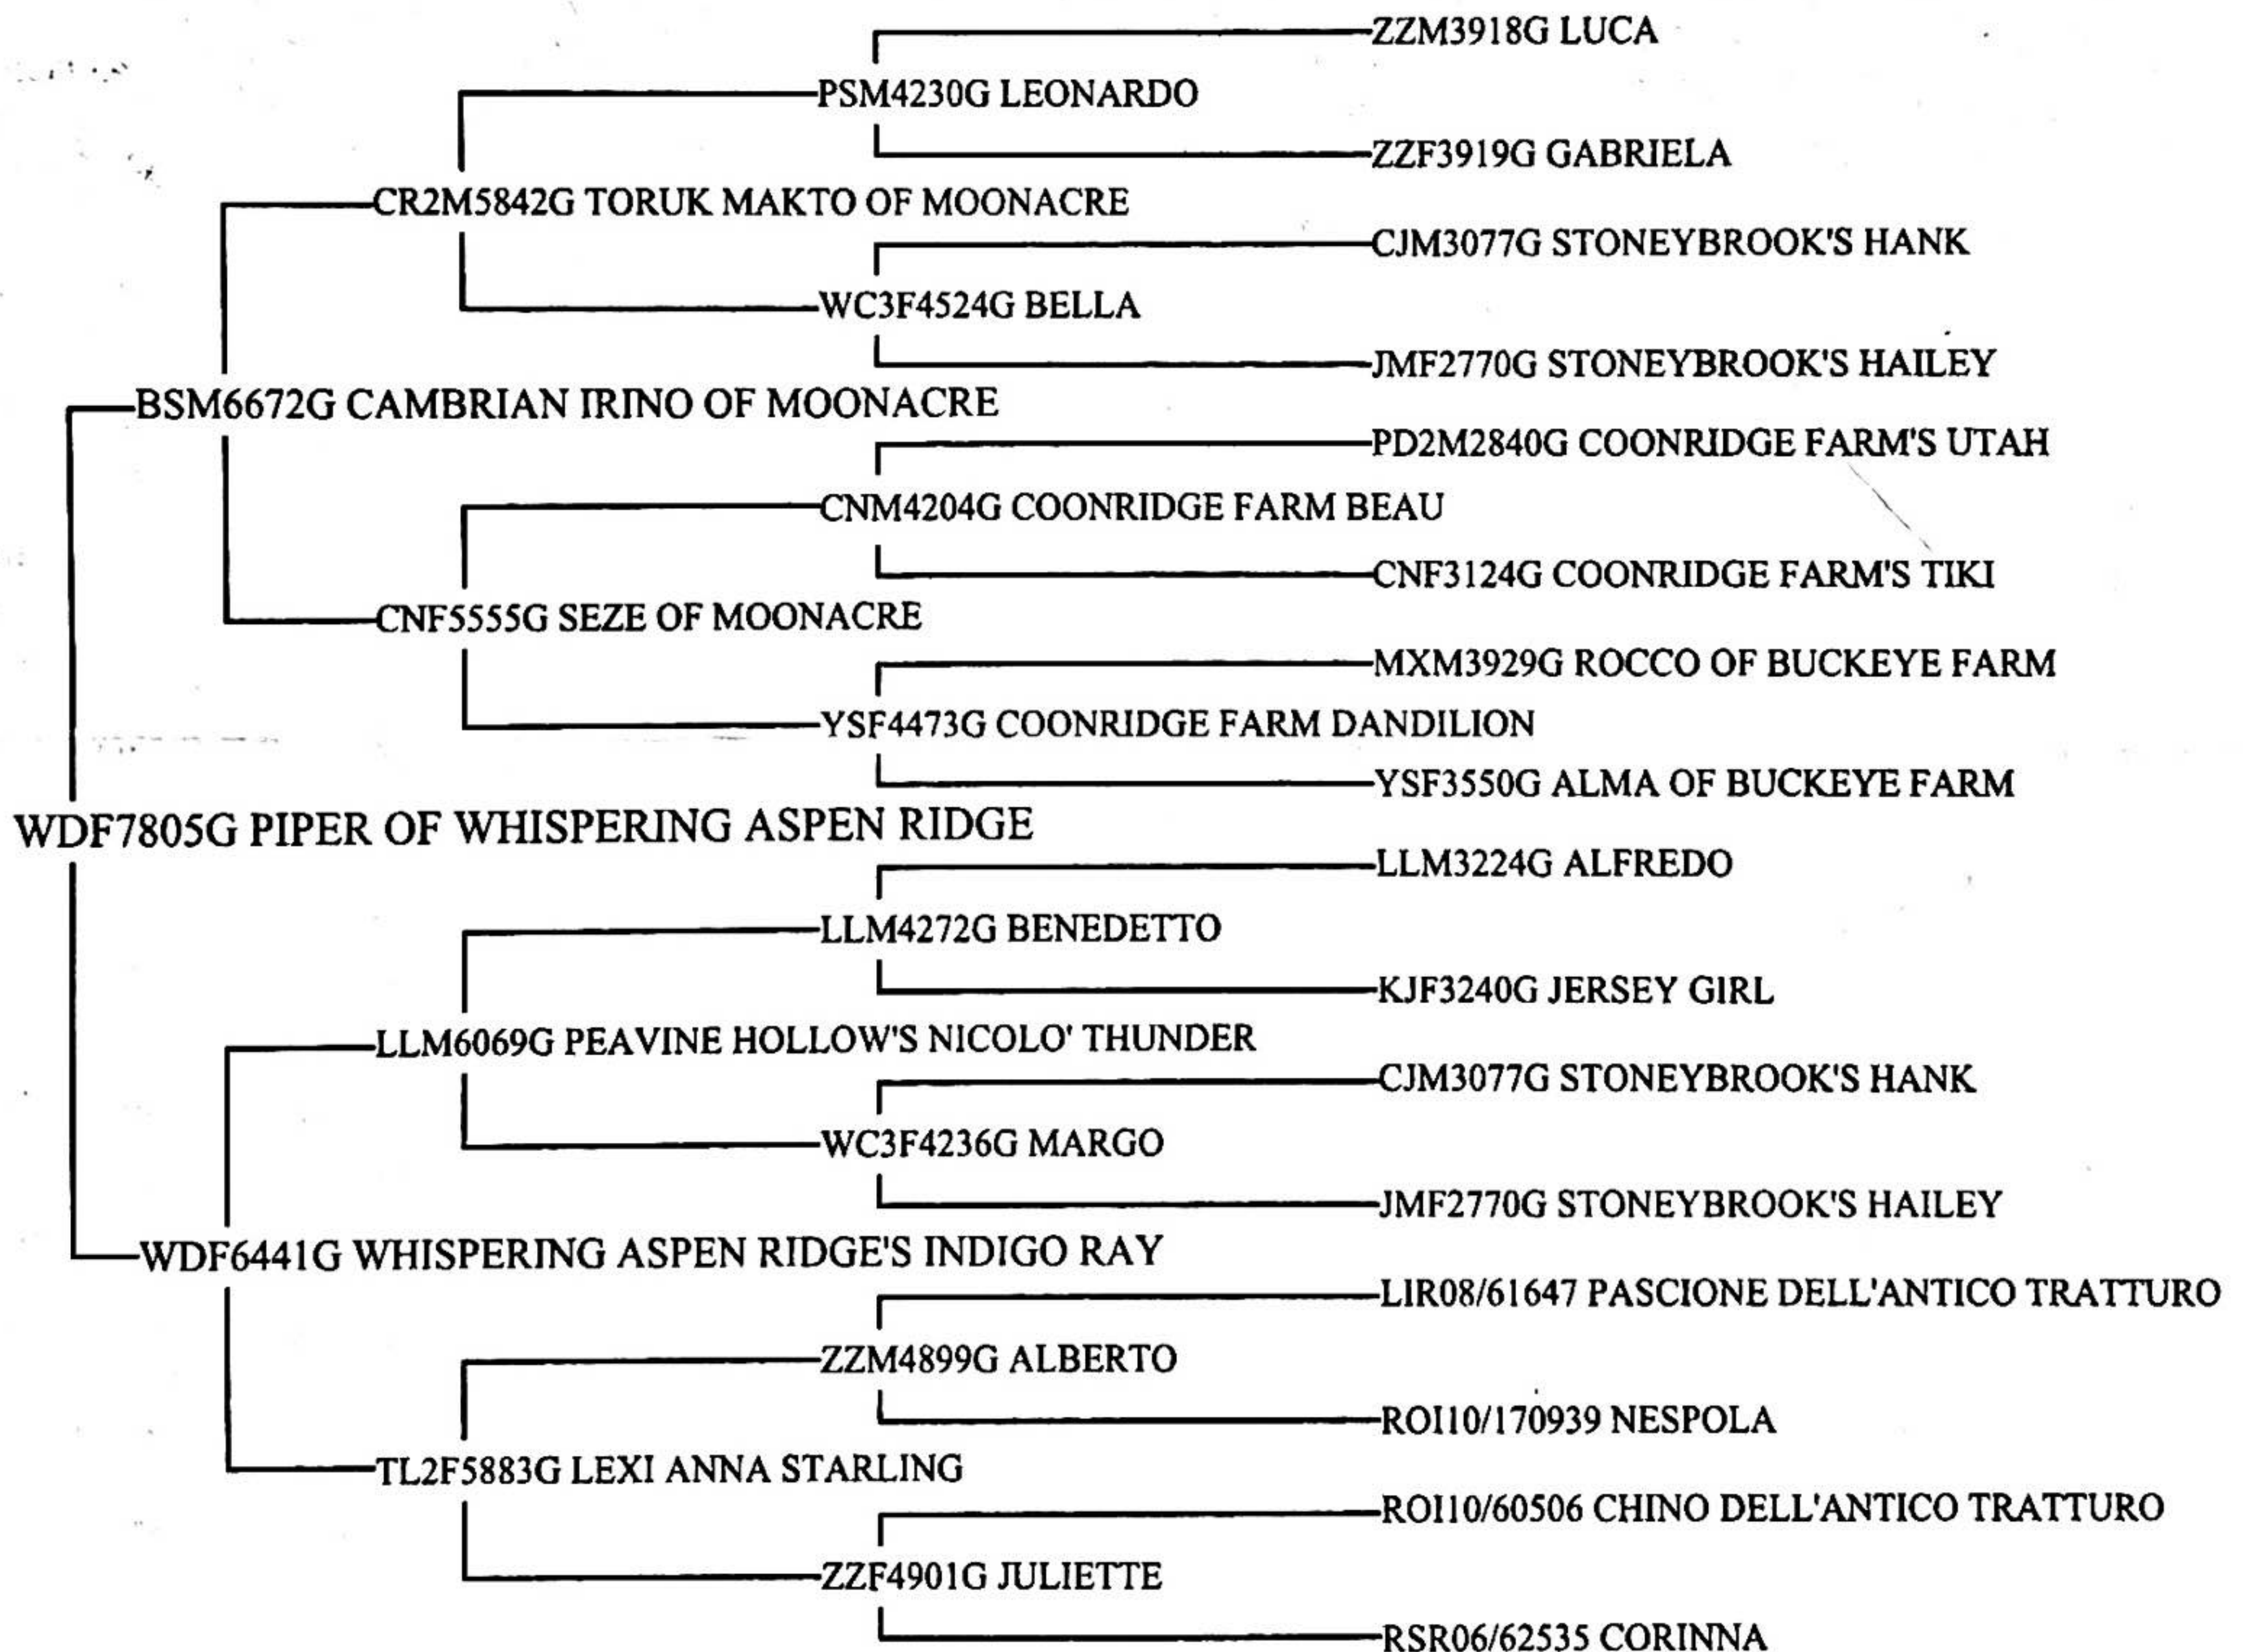 ZZM3918G LUCA
PSM4230G LEONARDO
ZZF3919G GABRIELA
CR2M5842G TORUK MAKTO OF MOONACRE
CJM3077G STONEYBROOK'S HANK
WC3F4524G BELLA
JMF2770G STONEYBROOK'S HAILEY
BSM6672G CAMBRIAN IRINO OF MOONACRE
PD2M2840G COONRIDGE FARM'S UTAH
CNM4204G COONRIDGE FARM BEAU
CNF3124G COONRIDGE FARM'S TIKI
CNF5555G SEZE OF MOONACRE
MXM3929G ROCCO OF BUCKEYE FARM
YSF4473G COONRIDGE FARM DANDILION
YSF3550G ALMA OF BUCKEYE FARM
WDF7805G PIPER OF WHISPERING ASPEN RIDGE
LLM3224G ALFREDO
LLM4272G BENEDETTO
KJF3240G JERSEY GIRL
LLM6069G PEAVINE HOLLOW'S NICOLO' THUNDER
CJM3077G STONEYBROOK'S HANK
WC3F4236G MARGO
JMF2770G STONEYBROOK'S HAILEY
WDF6441G WHISPERING ASPEN RIDGE'S INDIGO RAY
LIR08/61647 PASCIONE DELL'ANTICO TRATTURO
ZZM4899G ALBERTO
ROI10/170939 NESPOLA
TL2F5883G LEXI ANNA STARLING
ROI10/60506 CHINO DELL'ANTICO TRATTURO
ZZF4901G JULIETTE
RSR06/62535 CORINNA